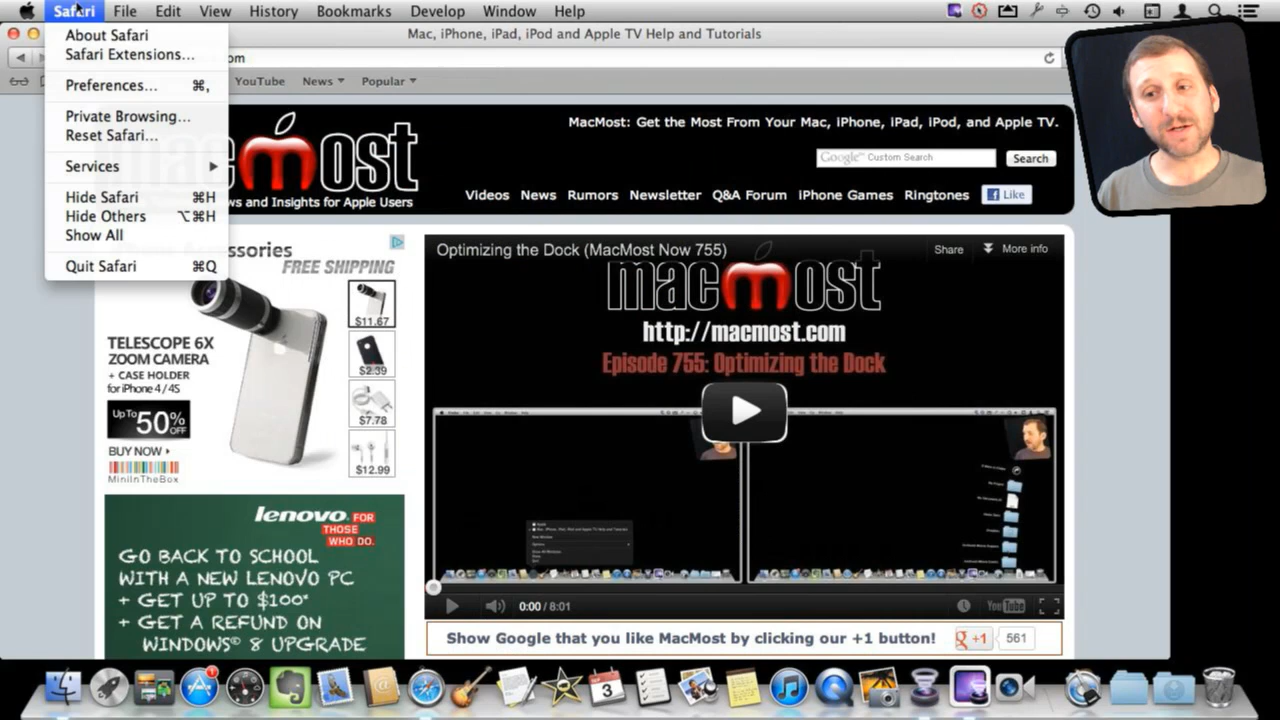 Safari File Edit View History Bookmarks Develop Window Help
About Safari
Safari Extensions...
Preferences... ⌘,
Private Browsing...
Reset Safari...
Services
Hide Safari ⌘H
Hide Others ⌥⌘H
Show All
Quit Safari ⌘Q
Mac, iPhone, iPad, iPod and Apple TV Help and Tutorials
om
YouTube News Popular
macmost
ws and Insights for Apple Users
MacMost: Get the Most From Your Mac, iPhone, iPad, iPod, and Apple TV.
Google Custom Search Search
Videos News Rumors Newsletter Q&A Forum iPhone Games Ringtones Like
ssories
FREE SHIPPING
$11.67
TELESCOPE 6X
ZOOM CAMERA
+ CASE HOLDER
for iPhone 4 / 4S
$2.39
Up To 50% OFF
$7.78
BUY NOW
MiniInTheBox
$12.99
lenovo FOR THOSE WHO DO.
GO BACK TO SCHOOL
WITH A NEW LENOVO PC
+ GET UP TO $100*
+ GET A REFUND ON
WINDOWS® 8 UPGRADE
Optimizing the Dock (MacMost Now 755) Share More info
macmost
http://macmost.com
Episode 755: Optimizing the Dock
0:00 / 8:01 YouTube
Show Google that you like MacMost by clicking our +1 button! g +1 561
1
3